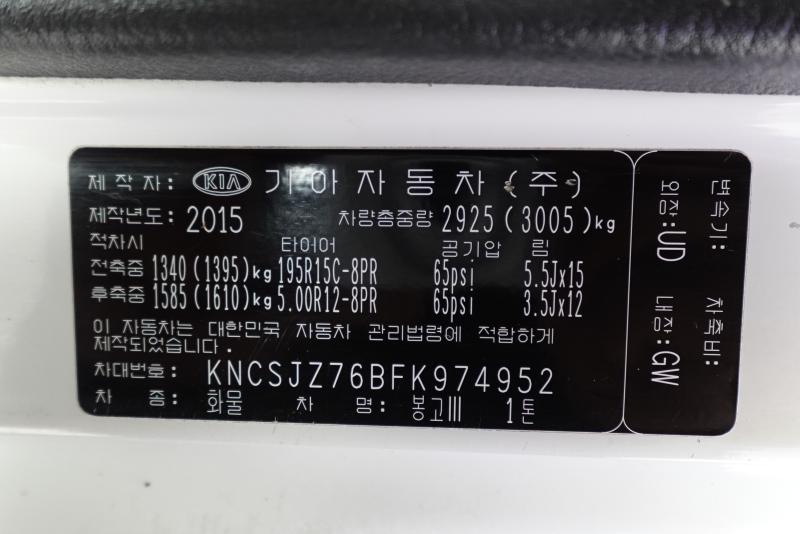 제 작 자: KIA 기 아 자 동 차 (주)
제작년도: 2015 차량총중량 2925 (3005)kg
적차시 타이어 공기압 림
전축중 1340 (1395)kg 195R15C-8PR 65psi 5.5Jx15
후축중 1585 (1610)kg 5.00R12-8PR 65psi 3.5Jx12
이 자동차는 대한민국 자동차 관리법령에 적합하게
제작되었습니다.
차대번호: KNCSJZ76BFK974952
차 종: 화물 차 명: 봉고III 1톤
변속기: 차축비:
외장: UD 내장: GW